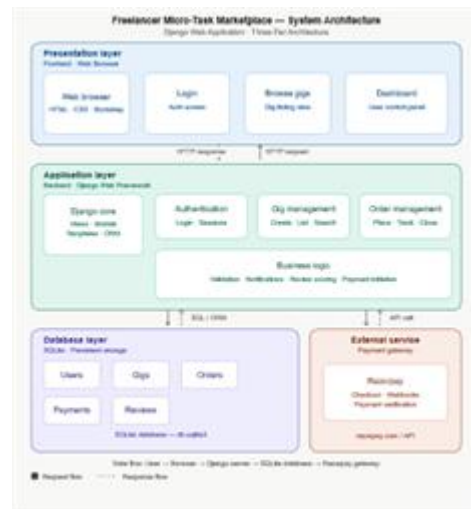 Freelancer Micro-Task Marketplace — System Architecture
Django Web Application · Three-Tier Architecture
Presentation layer
Frontend · Web Browser
Web browser
HTML · CSS · Bootstrap
Login
Auth screen
Browse gigs
Gig listing view
Dashboard
User control panel
HTTP response
HTTP request
Application layer
Backend · Django Web Framework
Django core
Views · Models
Templates · ORM
Authentication
Login · Sessions
Gig management
Create · List · Search
Order management
Place · Track · Close
Business logic
Validation · Notifications · Review scoring · Payment initiation
SQL / ORM
API call
Database layer
SQLite · Persistent storage
Users
Gigs
Orders
Payments
Reviews
SQLite database —
External service
Payment gateway
Razorpay
Checkout · Webhooks
Payment verification
razorpay.com / API
Data flow: User → Browser → Django server → SQLite database → Razorpay gateway
Request flow
Response flow